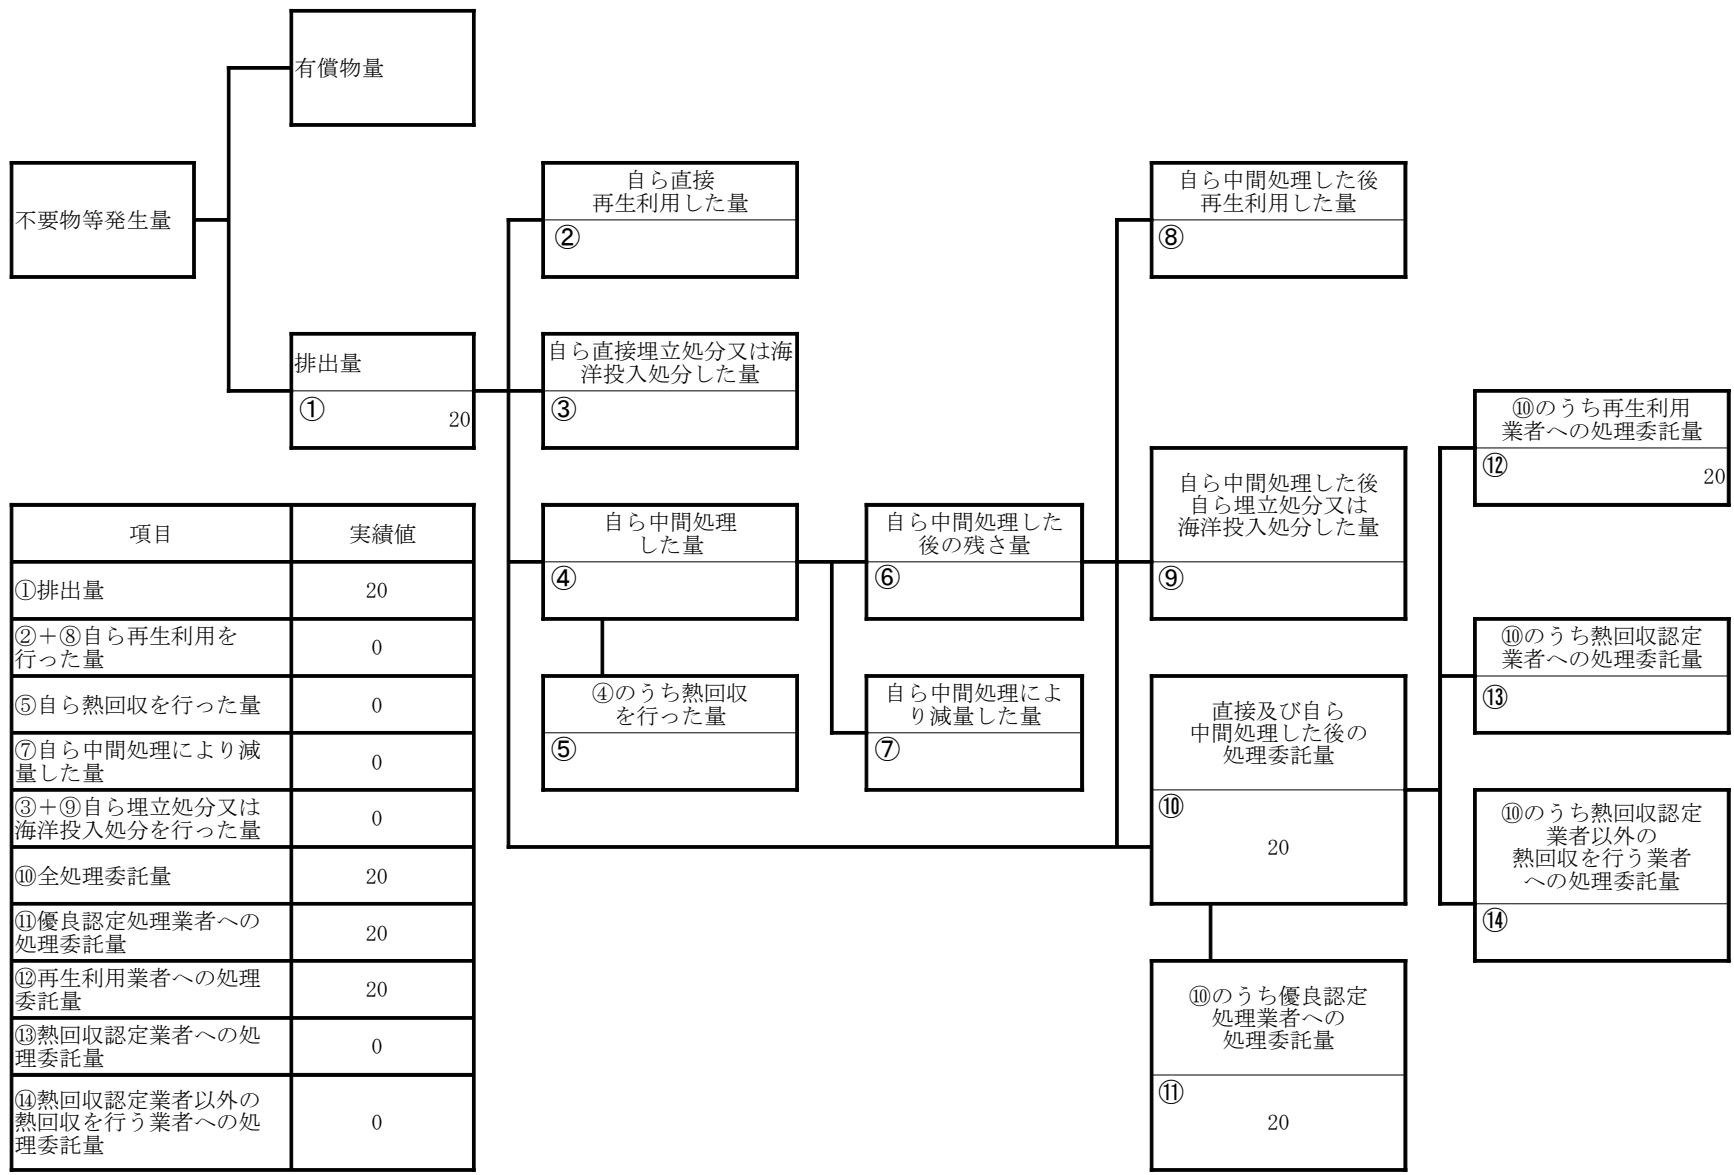 有償物量
不要物等発生量
自ら直接
再生利用した量
②
自ら中間処理した後
再生利用した量
⑧
排出量
①
20
自ら直接埋立処分又は海
洋投入処分した量
③
⑩のうち再生利用
業者への処理委託量
⑫
20
自ら中間処理
した量
④
自ら中間処理した
後の残さ量
⑥
自ら中間処理した後
自ら埋立処分又は
海洋投入処分した量
⑨
⑩のうち熱回収認定
業者への処理委託量
⑬
④のうち熱回収
を行った量
⑤
自ら中間処理によ
り減量した量
⑦
直接及び自ら
中間処理した後の
処理委託量
⑩
20
⑩のうち熱回収認定
業者以外の
熱回収を行う業者
への処理委託量
⑭
⑩のうち優良認定
処理業者への
処理委託量
⑪
20
項目 実績値
①排出量 20
②＋⑧自ら再生利用を
行った量 0
⑤自ら熱回収を行った量 0
⑦自ら中間処理により減
量した量 0
③＋⑨自ら埋立処分又は
海洋投入処分を行った量 0
⑩全処理委託量 20
⑪優良認定処理業者への
処理委託量 20
⑫再生利用業者への処理
委託量 20
⑬熱回収認定業者への処
理委託量 0
⑭熱回収認定業者以外の
熱回収を行う業者への処 0
理委託量